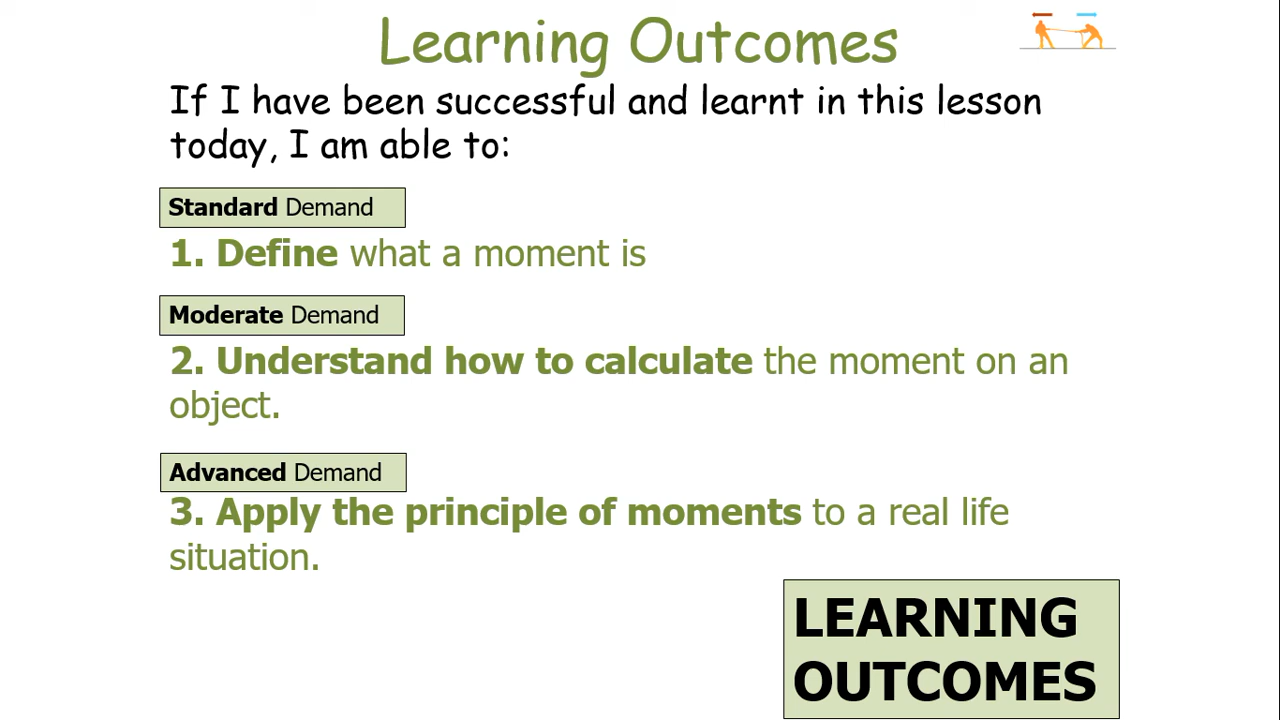 Learning Outcomes
If I have been successful and learnt in this lesson
today, I am able to:
Standard Demand
1. Define what a moment is
Moderate Demand
2. Understand how to calculate the moment on an
object.
Advanced Demand
3. Apply the principle of moments to a real life
situation.
LEARNING
OUTCOMES